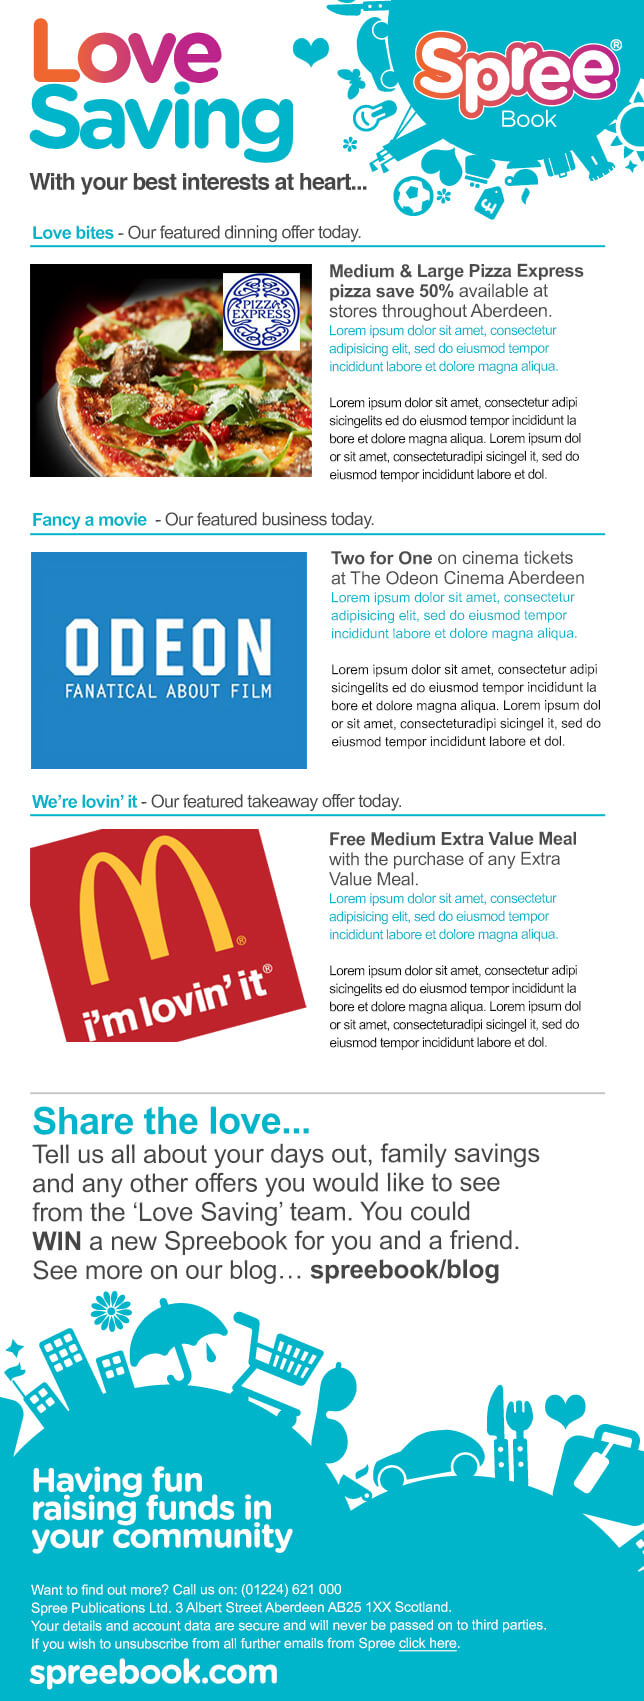 Love
Saving
Spree®
Book
With your best interests at heart...
£
Love bites - Our featured dinning offer today.
PIZZA
EXPRESS
Medium & Large Pizza Express
pizza save 50% available at
stores throughout Aberdeen.
Lorem ipsum dolor sit amet, consectetur
adipisicing elit, sed do eiusmod tempor
incididunt labore et dolore magna aliqua.
Lorem ipsum dolor sit amet, consectetur adipi
sicingelits ed do eiusmod tempor incididunt la
bore et dolore magna aliqua. Lorem ipsum dol
or sit amet, consecteturadipi sicingel it, sed do
eiusmod tempor incididunt labore et dol.
Fancy a movie - Our featured business today.
ODEON
FANATICAL ABOUT FILM
Two for One on cinema tickets
at The Odeon Cinema Aberdeen
Lorem ipsum dolor sit amet, consectetur
adipisicing elit, sed do eiusmod tempor
incididunt labore et dolore magna aliqua.
Lorem ipsum dolor sit amet, consectetur adipi
sicingelits ed do eiusmod tempor incididunt la
bore et dolore magna aliqua. Lorem ipsum dol
or sit amet, consecteturadipi sicingel it, sed do
eiusmod tempor incididunt labore et dol.
We're lovin' it - Our featured takeaway offer today.
M®
i'm lovin' it®
Free Medium Extra Value Meal
with the purchase of any Extra
Value Meal.
Lorem ipsum dolor sit amet, consectetur
adipisicing elit, sed do eiusmod tempor
incididunt labore et dolore magna aliqua.
Lorem ipsum dolor sit amet, consectetur adipi
sicingelits ed do eiusmod tempor incididunt la
bore et dolore magna aliqua. Lorem ipsum dol
or sit amet, consecteturadipi sicingel it, sed do
eiusmod tempor incididunt labore et dol.
Share the love...
Tell us all about your days out, family savings
and any other offers you would like to see
from the ‘Love Saving’ team. You could
WIN a new Spreebook for you and a friend.
See more on our blog... spreebook/blog
Having fun
raising funds in
your community
Want to find out more? Call us on: (01224) 621 000
Spree Publications Ltd. 3 Albert Street Aberdeen AB25 1XX Scotland.
Your details and account data are secure and will never be passed on to third parties.
If you wish to unsubscribe from all further emails from Spree click here.
spreebook.com